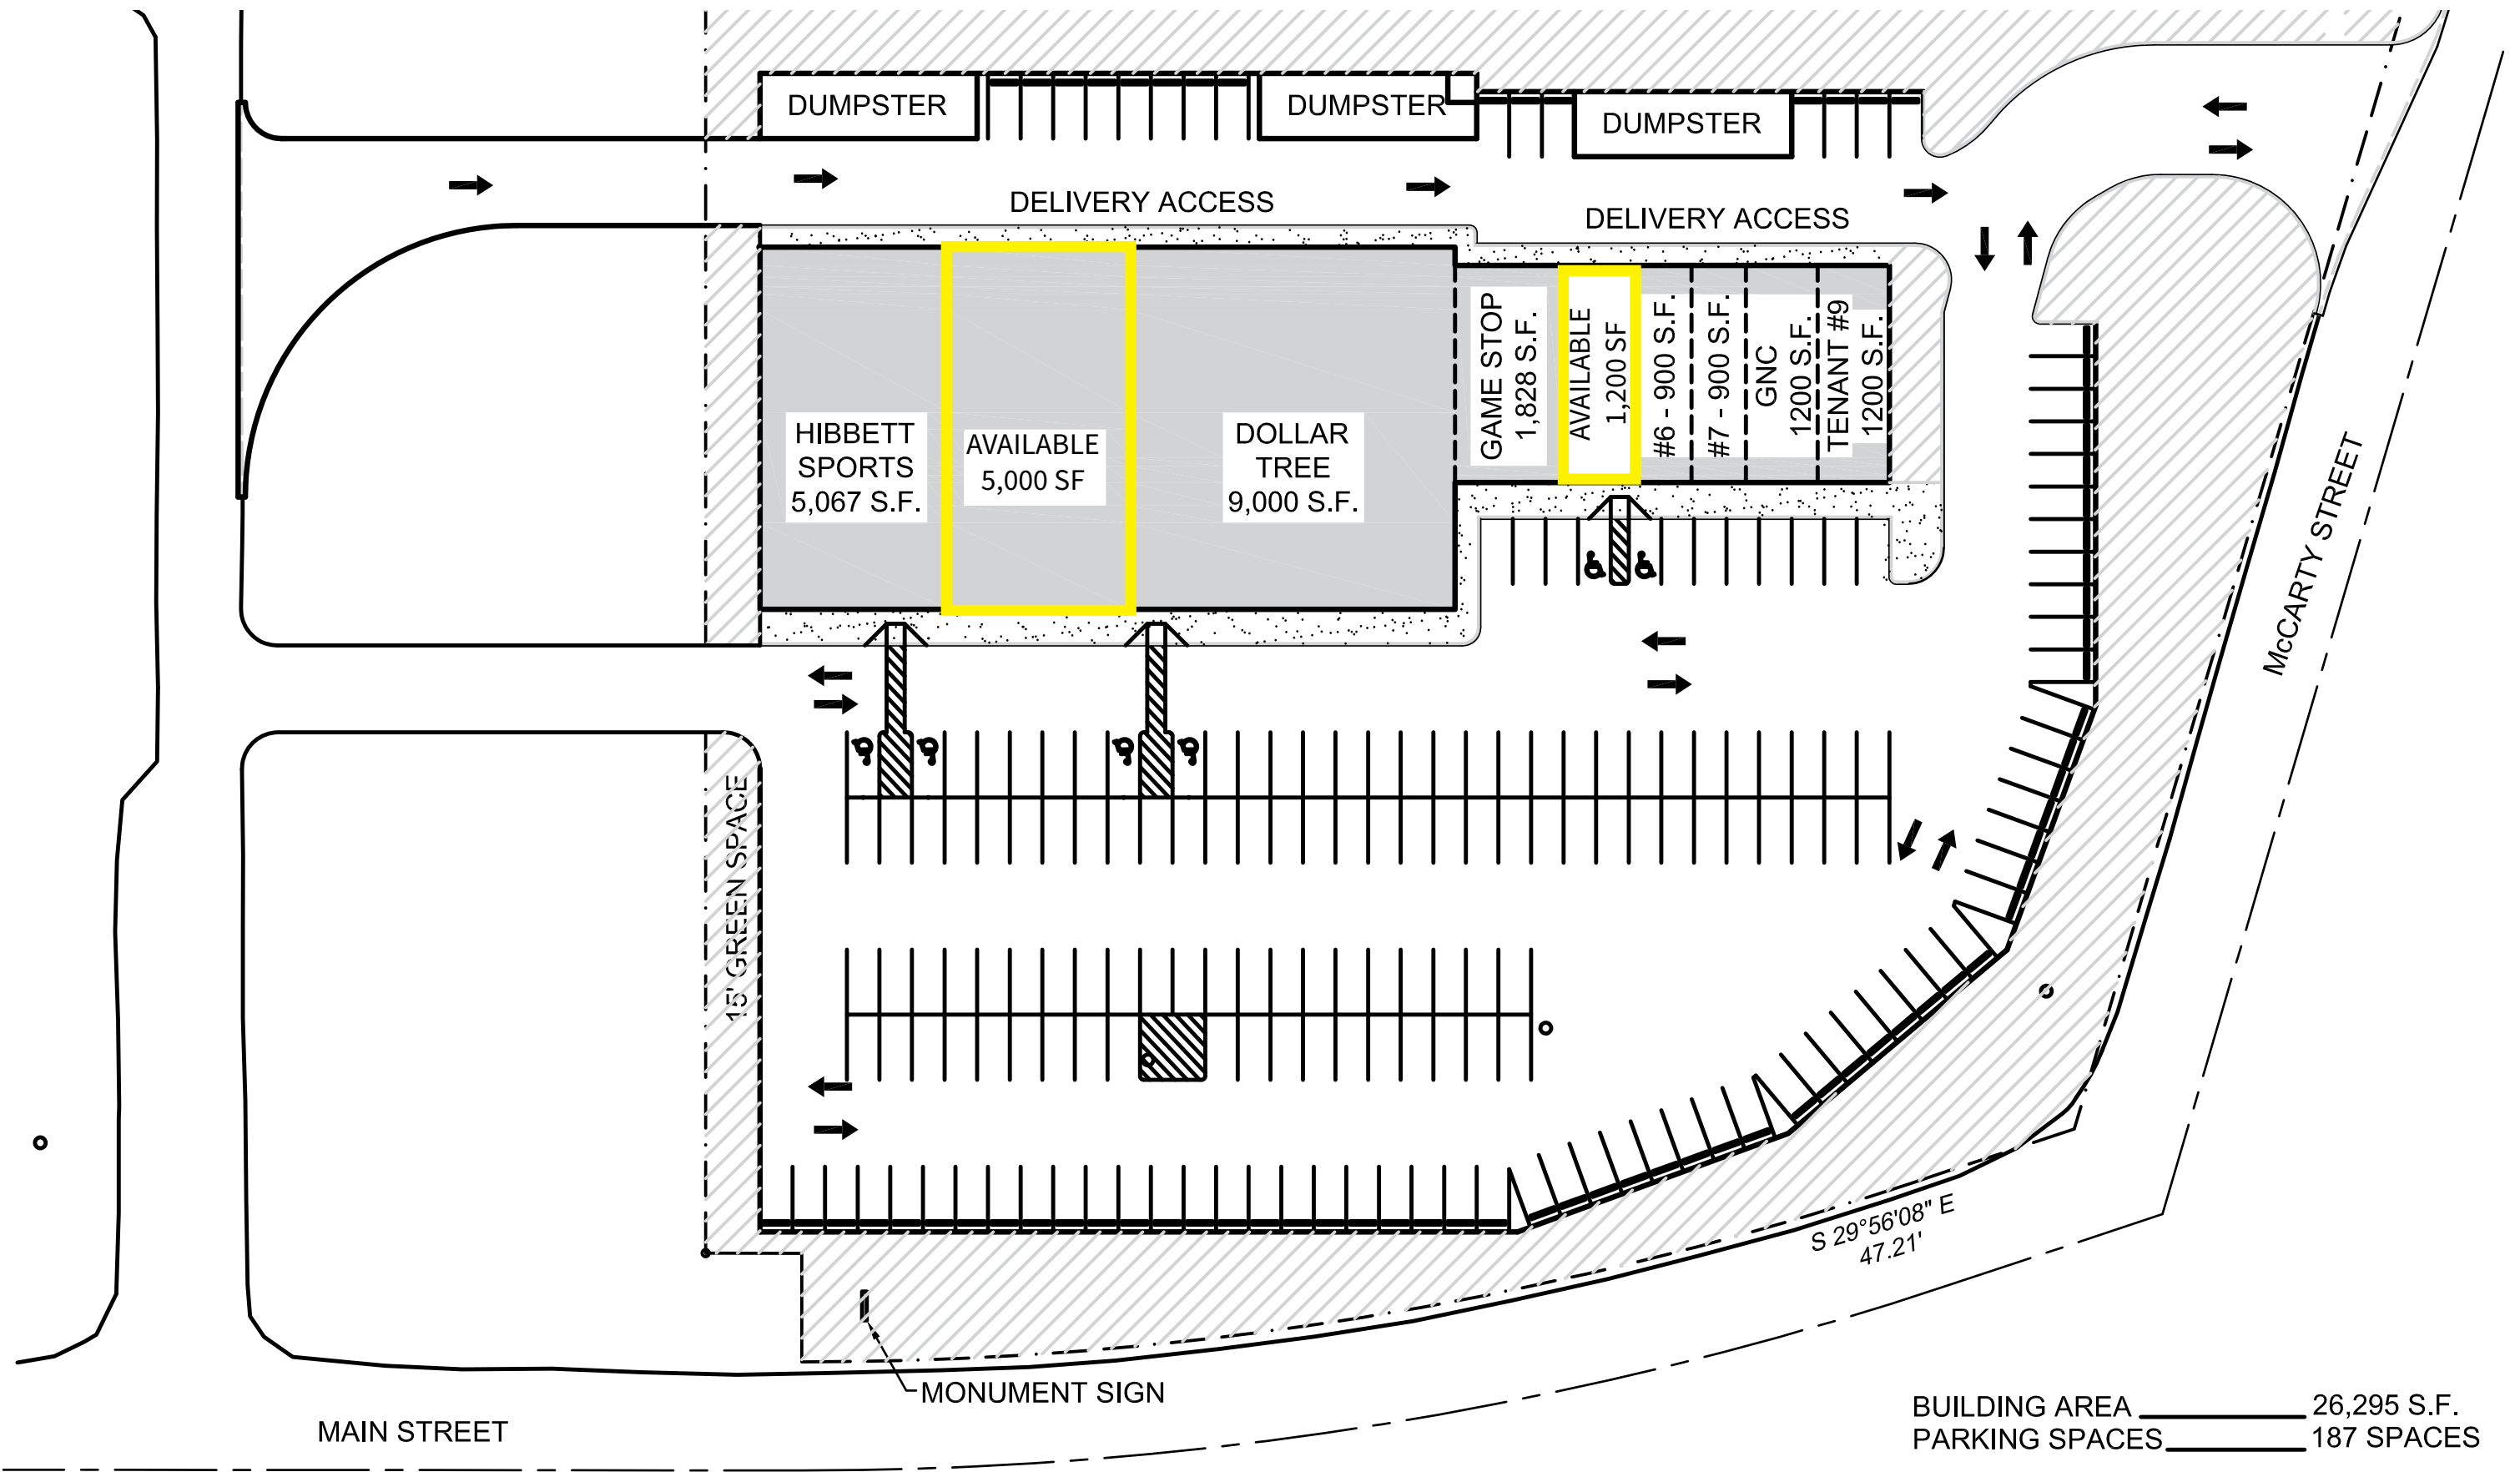 DUMPSTER
DUMPSTER
DUMPSTER
DELIVERY ACCESS
DELIVERY ACCESS
HIBBETT
SPORTS
5,067 S.F.
AVAILABLE
5,000 SF
DOLLAR
TREE
9,000 S.F.
GAME STOP
1,828 S.F.
AVAILABLE
1,200 SF
#6 - 900 S.F.
#7 - 900 S.F.
GNC
1200 S.F.
TENANT #9
1200 S.F.
McCARTY STREET
15' GREEN SPACE
S 29°56'08" E
47.21'
MONUMENT SIGN
MAIN STREET
BUILDING AREA 26,295 S.F.
PARKING SPACES 187 SPACES